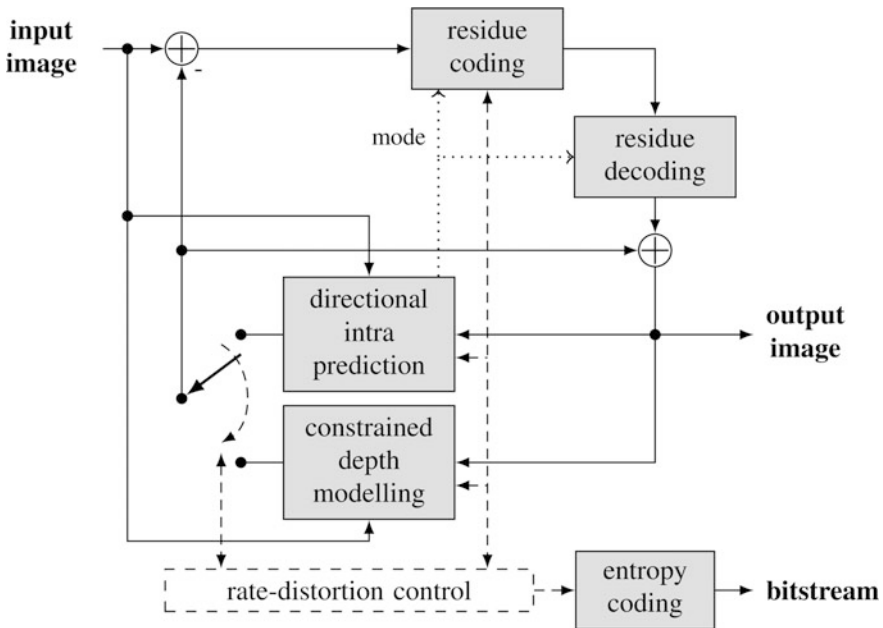 input
image
-
residue
coding
mode
residue
decoding
directional
intra
prediction
output
image
constrained
depth
modelling
rate-distortion control
entropy
coding
bitstream